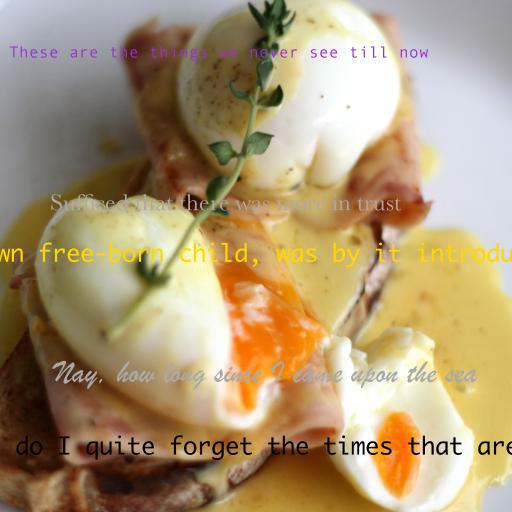 These are the things we never see till now
Sufficed that there was more in trust
wn free-born child, was by it introdu
Nay, how long since I came upon the sea
do I quite forget the times that are